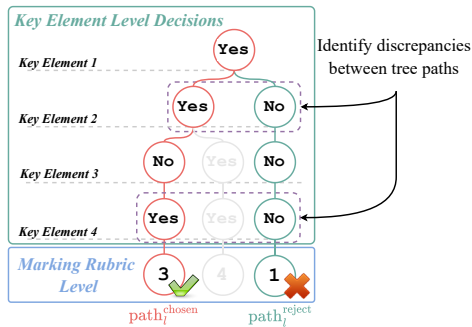 Key Element Level Decisions
Yes
Key Element 1
Identify discrepancies
between tree paths
Yes
No
Key Element 2
No
Yes
No
Key Element 3
Yes
Yes
No
Key Element 4
Marking Rubric
Level
3
4
1
path_l^chosen
path_l^reject